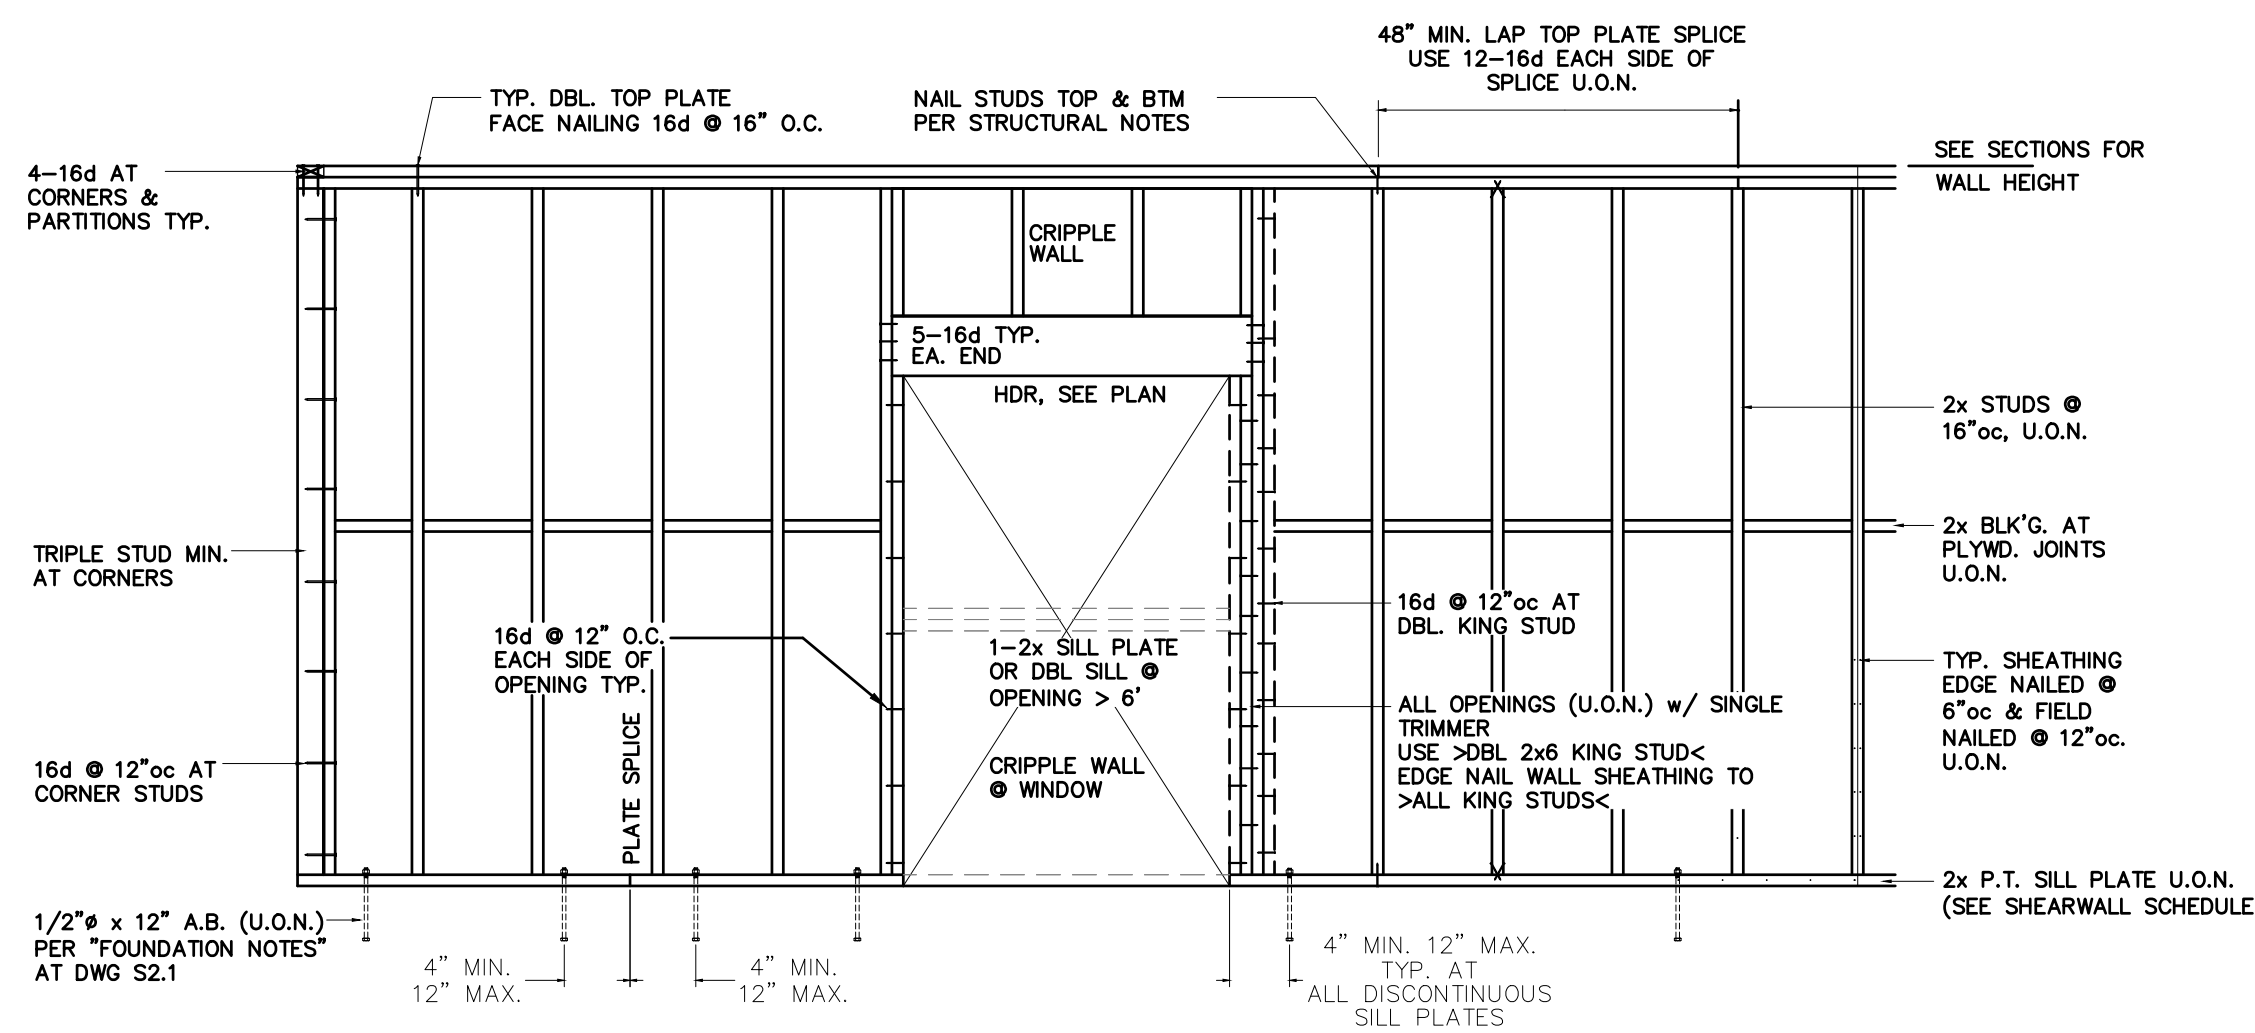 48” MIN. LAP TOP PLATE SPLICE
USE 12–16d EACH SIDE OF
SPLICE U.O.N.
TYP. DBL. TOP PLATE
FACE NAILING 16d @ 16” O.C.
NAIL STUDS TOP & BTM
PER STRUCTURAL NOTES
SEE SECTIONS FOR
WALL HEIGHT
4–16d AT
CORNERS &
PARTITIONS TYP.
CRIPPLE
WALL
5–16d TYP.
EA. END
HDR, SEE PLAN
2x STUDS @
16”oc, U.O.N.
2x BLK'G. AT
PLYWD. JOINTS
U.O.N.
TRIPLE STUD MIN.
AT CORNERS
16d @ 12”oc AT
DBL. KING STUD
16d @ 12” O.C.
EACH SIDE OF
OPENING TYP.
1–2x SILL PLATE
OR DBL SILL @
OPENING > 6'
TYP. SHEATHING
EDGE NAILED @
6”oc & FIELD
NAILED @ 12”oc.
U.O.N.
ALL OPENINGS (U.O.N.) w/ SINGLE
TRIMMER
USE >DBL 2x6 KING STUD<
EDGE NAIL WALL SHEATHING TO
>ALL KING STUDS<
PLATE SPLICE
CRIPPLE WALL
@ WINDOW
16d @ 12”oc AT
CORNER STUDS
2x P.T. SILL PLATE U.O.N.
(SEE SHEARWALL SCHEDULE
1/2”ø x 12” A.B. (U.O.N.)
PER ”FOUNDATION NOTES”
AT DWG S2.1
4” MIN.
12” MAX.
4” MIN.
12” MAX.
4” MIN. 12” MAX.
TYP. AT
ALL DISCONTINUOUS
SILL PLATES